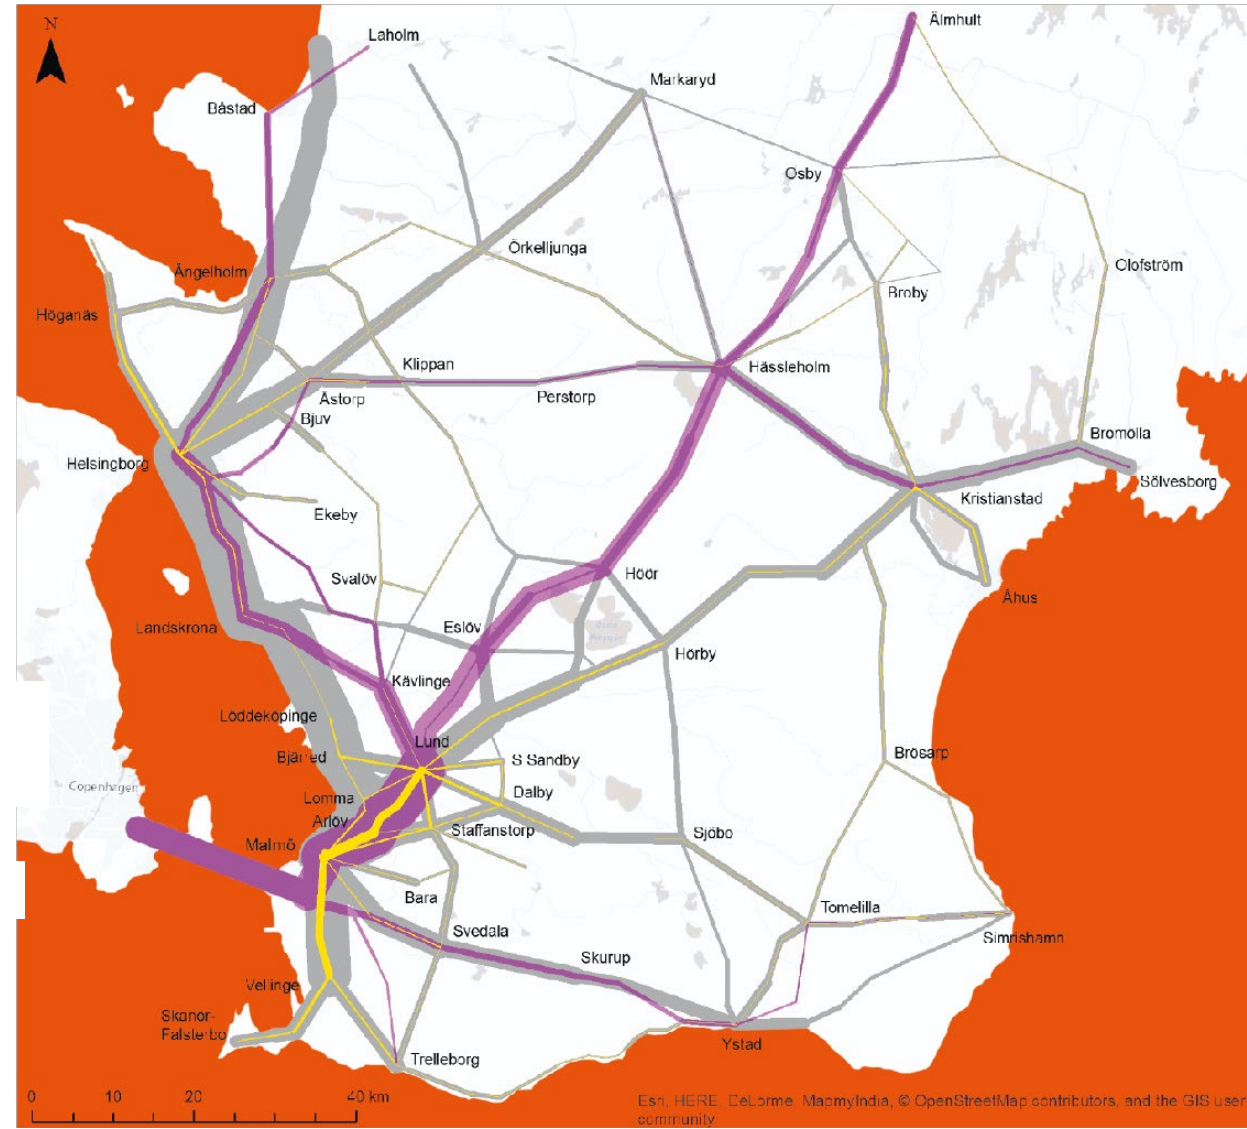 N
Laholm
Älmhult
Markaryd
Båstad
Osby
Örkelljunga
Ängelholm
Olofström
Broby
Höganäs
Klippan
Hässleholm
Åstorp
Perstorp
Bjuv
Bromölla
Helsingborg
Sölvesborg
Kristianstad
Ekeby
Svalöv
Höör
Åhus
Landskrona
Eslöv
Hörby
Kävlinge
Löddeköpinge
Lund
Bjärred
S Sandby
Brösarp
Copenhagen
Lomma
Dalby
Arlöv
Staffanstorp
Sjöbo
Malmö
Bara
Tomelilla
Svedala
Simrishamn
Skurup
Vellinge
Skanör-
Falsterbo
Ystad
Trelleborg
0 10 20 40 km
Esri, HERE, DeLorme, MapmyIndia, © OpenStreetMap contributors, and the GIS user
community